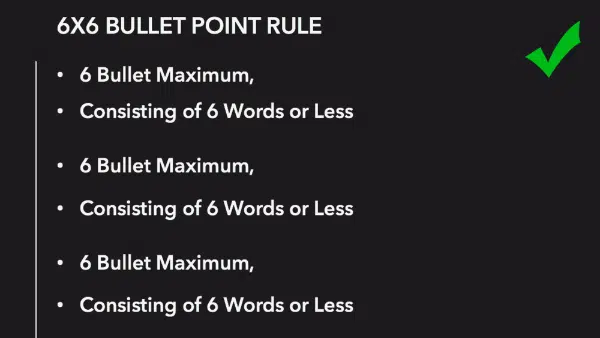 6X6 BULLET POINT RULE
• 6 Bullet Maximum,
• Consisting of 6 Words or Less
• 6 Bullet Maximum,
• Consisting of 6 Words or Less
• 6 Bullet Maximum,
• Consisting of 6 Words or Less